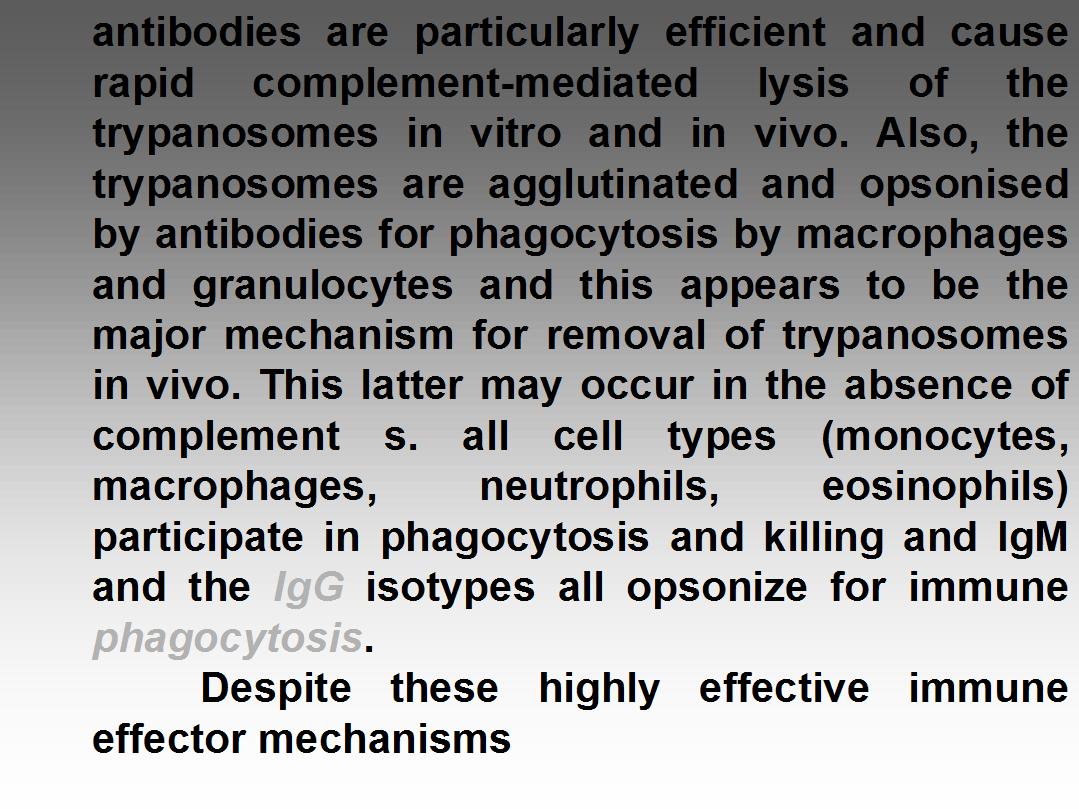 antibodies are particularly efficient and cause
rapid complement-mediated lysis of the
trypanosomes in vitro and in vivo. Also, the
trypanosomes are agglutinated and opsonised
by antibodies for phagocytosis by macrophages
and granulocytes and this appears to be the
major mechanism for removal of trypanosomes
in vivo. This latter may occur in the absence of
complement s. all cell types (monocytes,
macrophages, neutrophils, eosinophils)
participate in phagocytosis and killing and IgM
and the IgG isotypes all opsonize for immune
phagocytosis.
Despite these highly effective immune
effector mechanisms